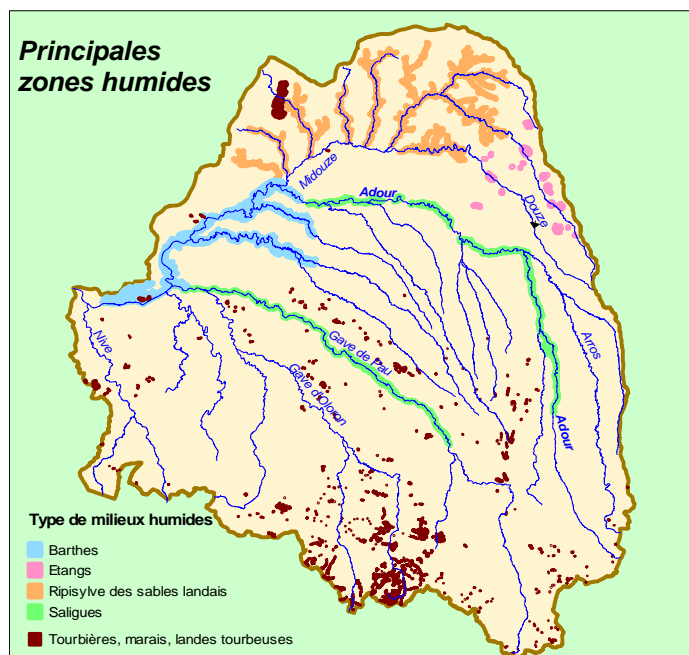 Principales
zones humides
Midouze
Adour
Douze
Nive
Gave de Pau
Arros
Gave d'Oloron
Adour
Type de milieux humides
Barthes
Etangs
Ripisylve des sables landais
Saligues
Tourbières, marais, landes tourbeuses